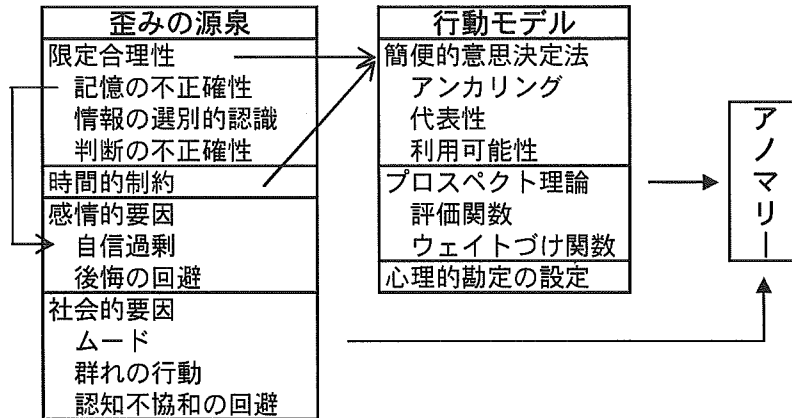 歪みの源泉
限定合理性
記憶の不正確性
情報の選別的認識
判断の不正確性
時間的制約
感情的要因
自信過剰
後悔の回避
社会的要因
ムード
群れの行動
認知不協和の回避
行動モデル
簡便的意思決定法
アンカリング
代表性
利用可能性
プロスペクト理論
評価関数
ウェイトづけ関数
心理的勘定の設定
アノマリー